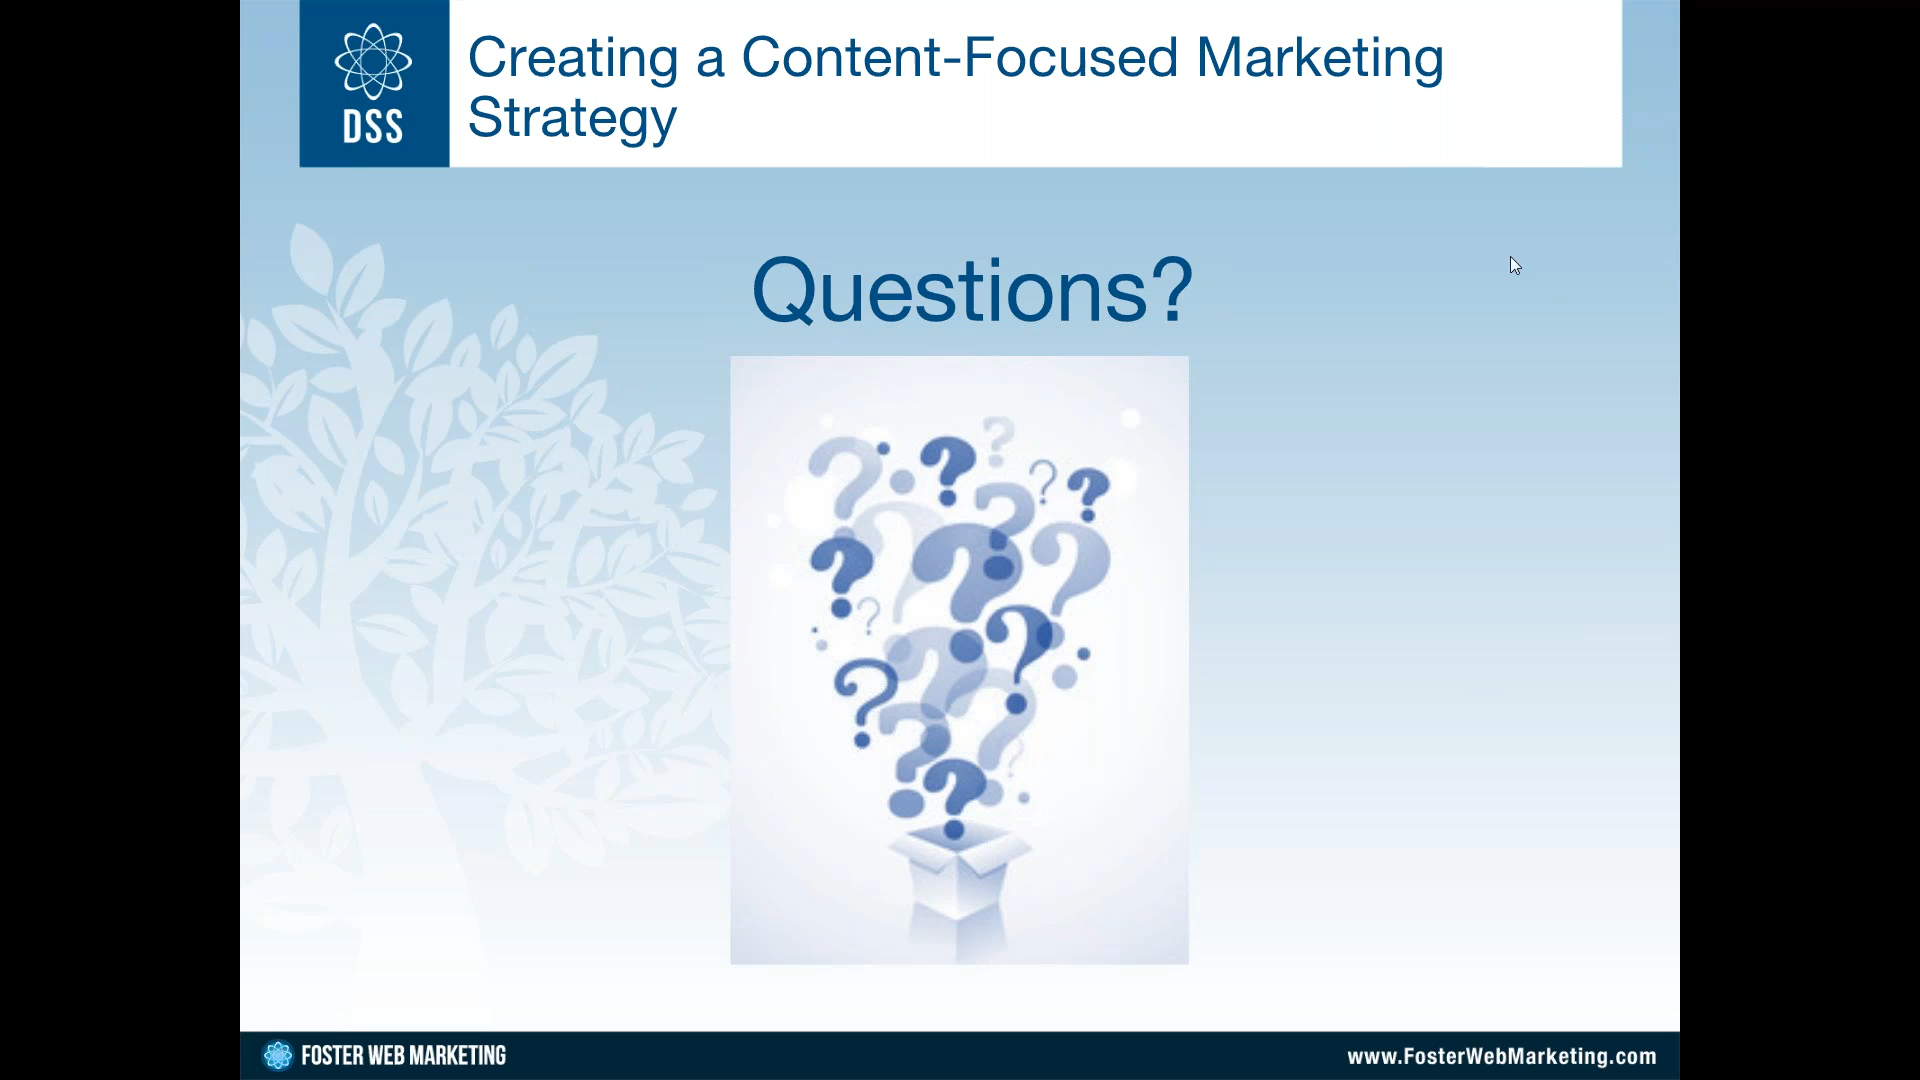 DSS
Creating a Content-Focused Marketing
Strategy
Questions?
FOSTER WEB MARKETING
www.FosterWebMarketing.com